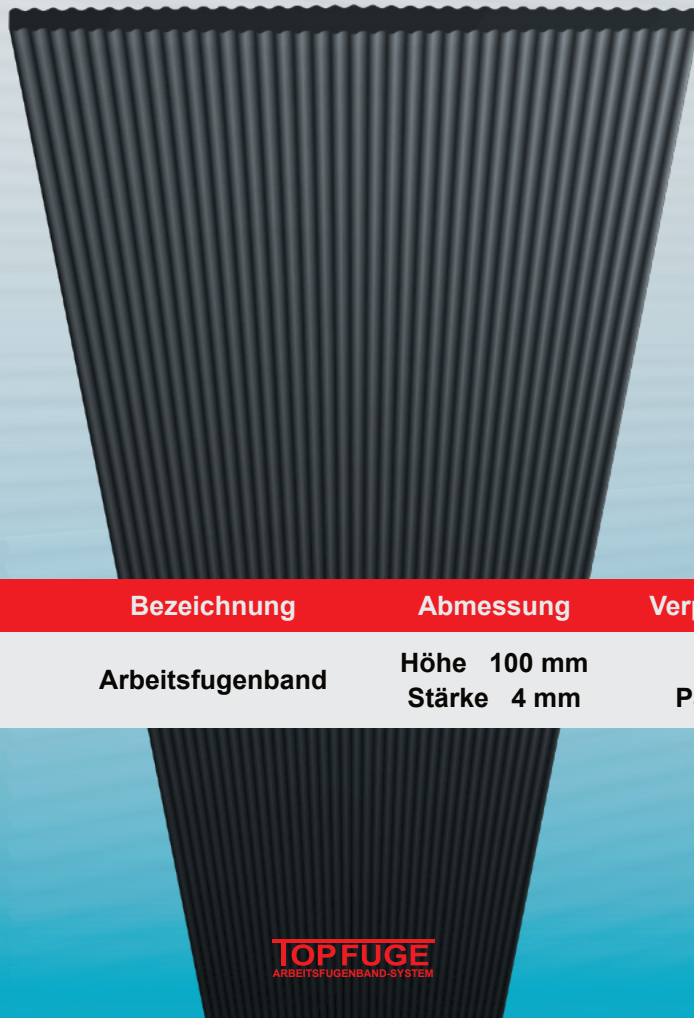 Bezeichnung Abmessung
Arbeitsfugenband
Höhe 100 mm
Stärke 4 mm
TOPFUGE
ARBEITSFUGENBAND-SYSTEM